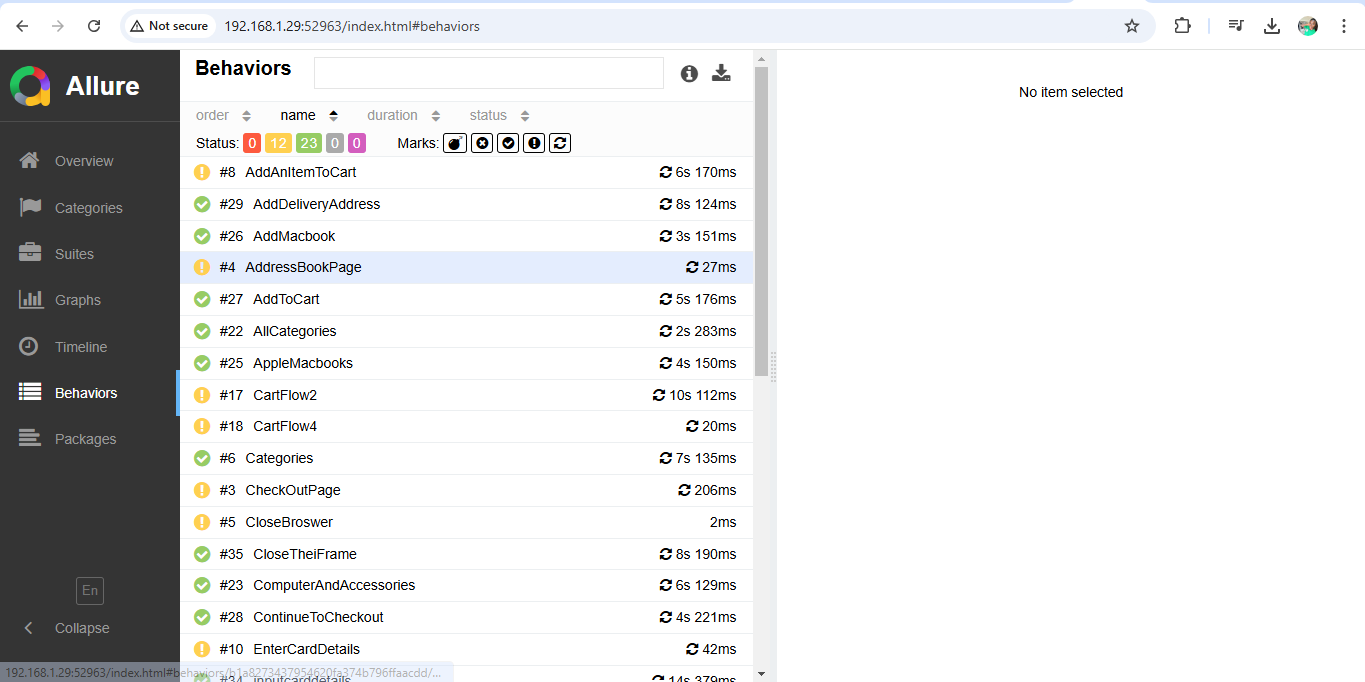 Not secure 192.168.1.29:52963/index.html#behaviors
Allure
Overview
Categories
Suites
Graphs
Timeline
Behaviors
Packages
En
Collapse
Behaviors
order name duration status
Status: 0 12 23 0 0 Marks:
#8 AddAnItemToCart 6s 170ms
#29 AddDeliveryAddress 8s 124ms
#26 AddMacbook 3s 151ms
#4 AddressBookPage 27ms
#27 AddToCart 5s 176ms
#22 AllCategories 2s 283ms
#25 AppleMacbooks 4s 150ms
#17 CartFlow2 10s 112ms
#18 CartFlow4 20ms
#6 Categories 7s 135ms
#3 CheckOutPage 206ms
#5 CloseBroswer 2ms
#35 CloseTheiFrame 8s 190ms
#23 ComputerAndAccessories 6s 129ms
#28 ContinueToCheckout 4s 221ms
#10 EnterCardDetails 42ms
#34 inputcarddetails 14s 379ms
No item selected
192.168.1.29:52963/index.html#behaviors/b1a8273437954620fa374b796ffaacdd/...